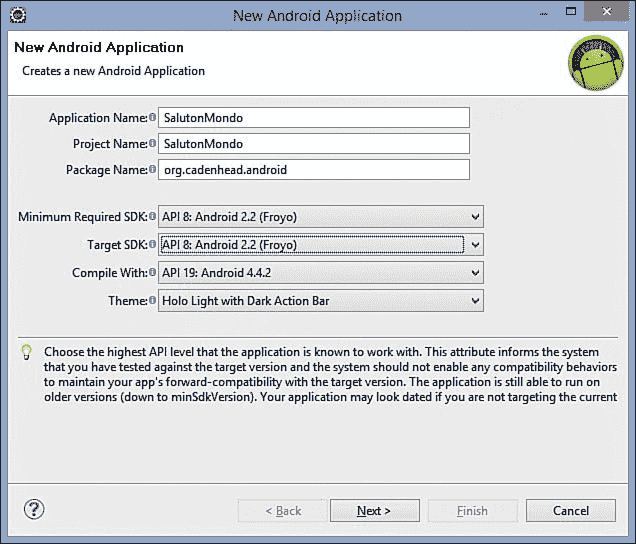 New Android Application
New Android Application
Creates a new Android Application
Application Name: SalutonMondo
Project Name: SalutonMondo
Package Name: org.cadenhead.android
Minimum Required SDK: API 8: Android 2.2 (Froyo)
Target SDK: API 8: Android 2.2 (Froyo)
Compile With: API 19: Android 4.4.2
Theme: Holo Light with Dark Action Bar
Choose the highest API level that the application is known to work with. This attribute informs the system
that you have tested against the target version and the system should not enable any compatibility behaviors
to maintain your app's forward-compatibility with the target version. The application is still able to run on
older versions (down to minSdkVersion). Your application may look dated if you are not targeting the current
? < Back Next > Finish Cancel